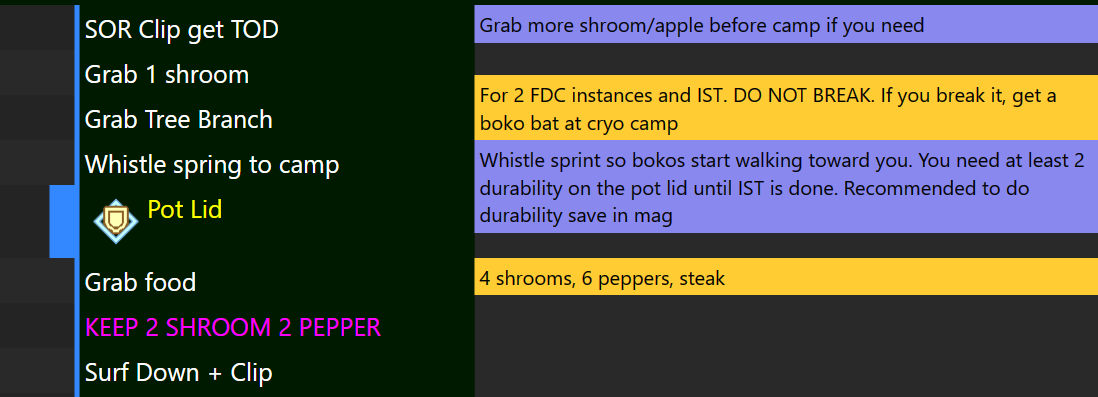 SOR Clip get TOD
Grab more shroom/apple before camp if you need
Grab 1 shroom
For 2 FDC instances and IST. DO NOT BREAK. If you break it, get a
boko bat at cryo camp
Grab Tree Branch
Whistle spring to camp
Whistle sprint so bokos start walking toward you. You need at least 2
durability on the pot lid until IST is done. Recommended to do
durability save in mag
Pot Lid
Grab food
4 shrooms, 6 peppers, steak
KEEP 2 SHROOM 2 PEPPER
Surf Down + Clip